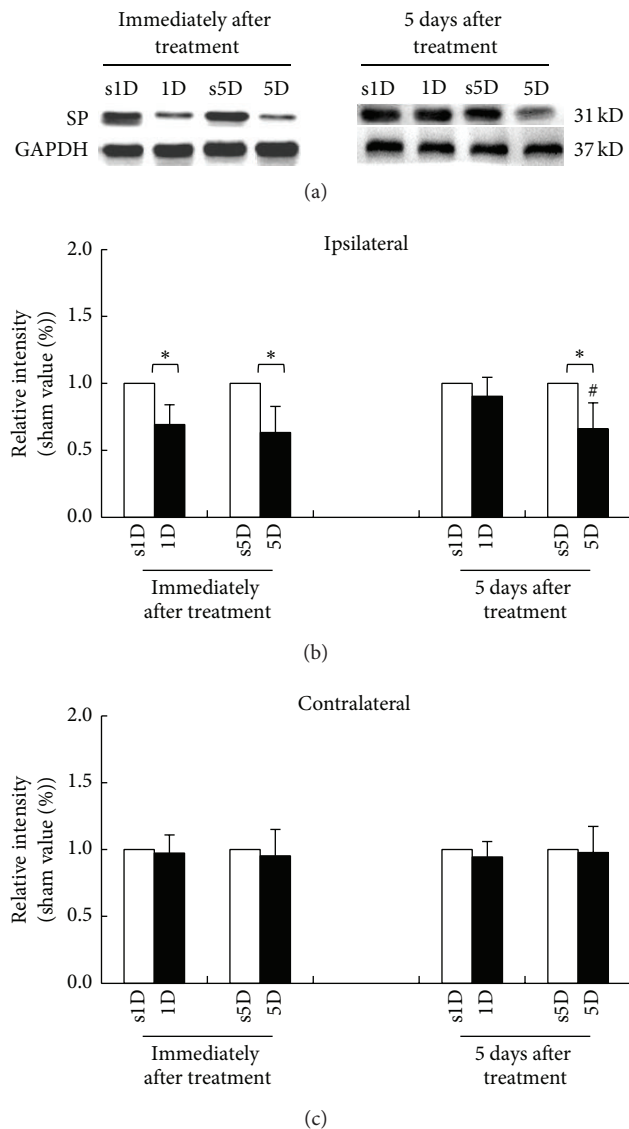 Immediately after
treatment
5 days after
treatment
s1D 1D s5D 5D
s1D 1D s5D 5D
SP
31 kD
GAPDH
37 kD
(a)
Ipsilateral
Relative intensity
(sham value (%))
2.0
1.5
1.0
0.5
0.0
*
*
*
#
s1D
1D
s5D
5D
s1D
1D
s5D
5D
Immediately
after treatment
5 days after
treatment
(b)
Contralateral
Relative intensity
(sham value (%))
2.0
1.5
1.0
0.5
0.0
s1D
1D
s5D
5D
s1D
1D
s5D
5D
Immediately
after treatment
5 days after
treatment
(c)